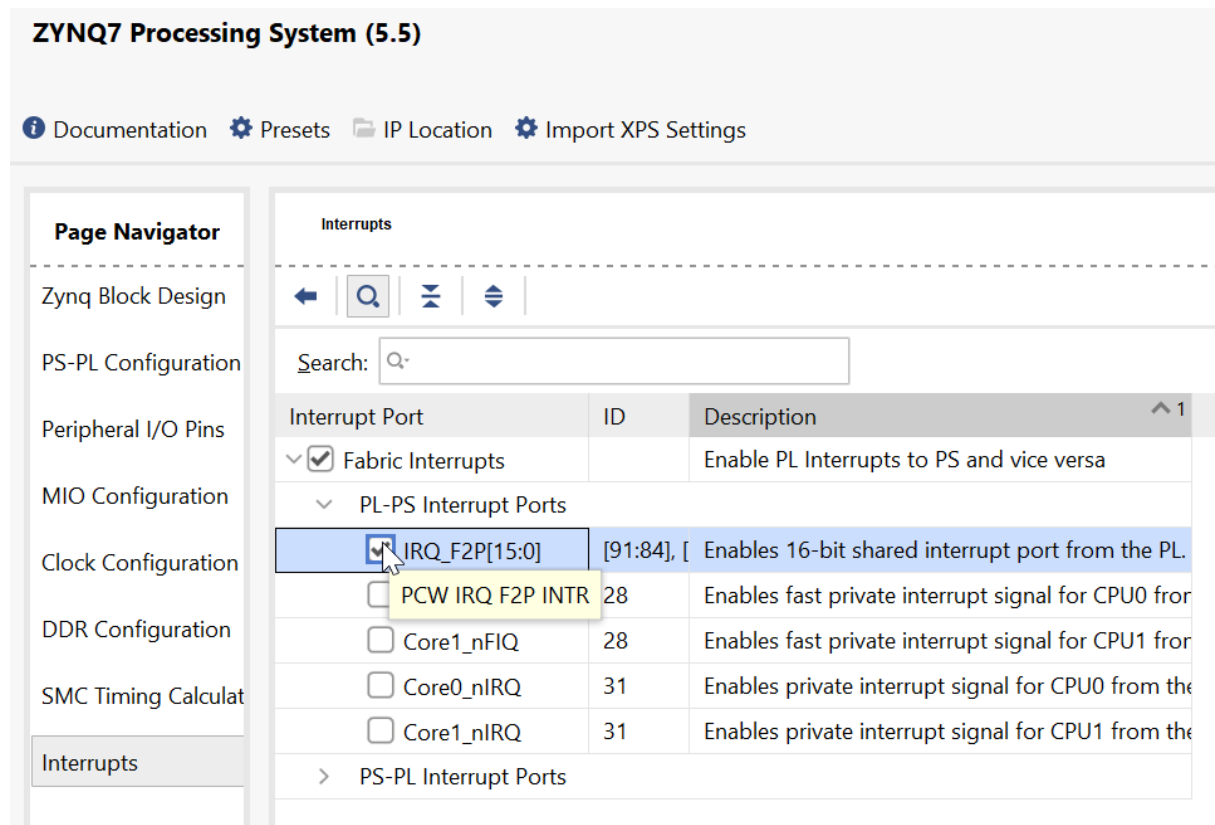 ZYNQ7 Processing System (5.5)
Documentation Presets IP Location Import XPS Settings
Page Navigator
Zynq Block Design
PS-PL Configuration
Peripheral I/O Pins
MIO Configuration
Clock Configuration
DDR Configuration
SMC Timing Calculat
Interrupts
Interrupts
Search:
Interrupt Port ID Description 1
Fabric Interrupts Enable PL Interrupts to PS and vice versa
PL-PS Interrupt Ports
IRQ_F2P[15:0] [91:84], [ Enables 16-bit shared interrupt port from the PL.
PCW IRQ F2P INTR 28 Enables fast private interrupt signal for CPU0 fror
Core1_nFIQ 28 Enables fast private interrupt signal for CPU1 fror
Core0_nIRQ 31 Enables private interrupt signal for CPU0 from the
Core1_nIRQ 31 Enables private interrupt signal for CPU1 from the
PS-PL Interrupt Ports